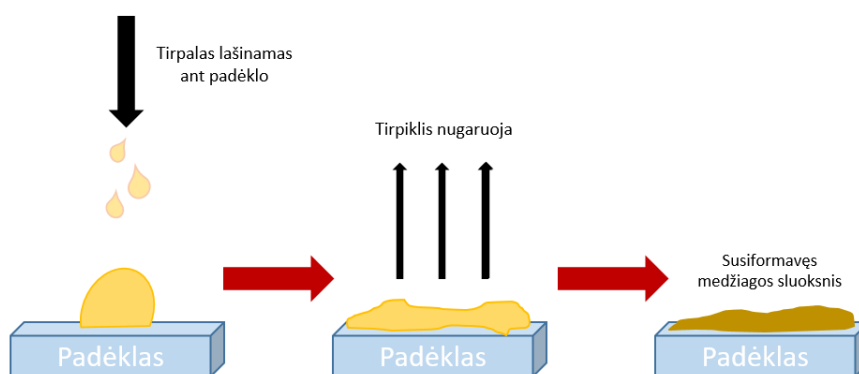 Tirpalas lašinamas
ant padėklo
Tirpiklis nugaruoja
Susiformavęs
medžiagos sluoksnis
Padėklas
Padėklas
Padėklas